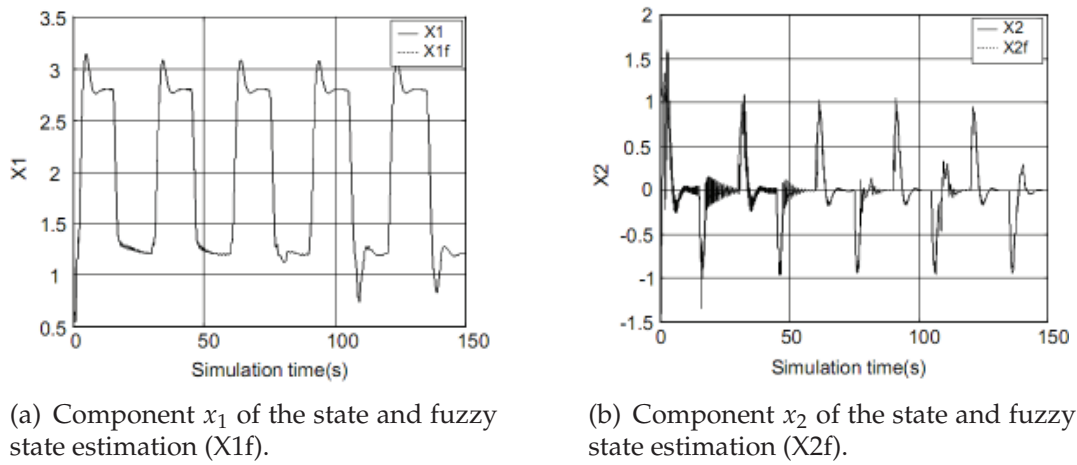 3.5
3
2.5
2
1.5
1
0.5
X1
X1
X1f
0
50
100
150
Simulation time(s)
2
1.5
1
0.5
0
-0.5
-1
-1.5
X2
X2
X2f
0
50
100
150
Simulation time(s)
(a) Component x₁ of the state and fuzzy
state estimation (X1f).
(b) Component x₂ of the state and fuzzy
state estimation (X2f).